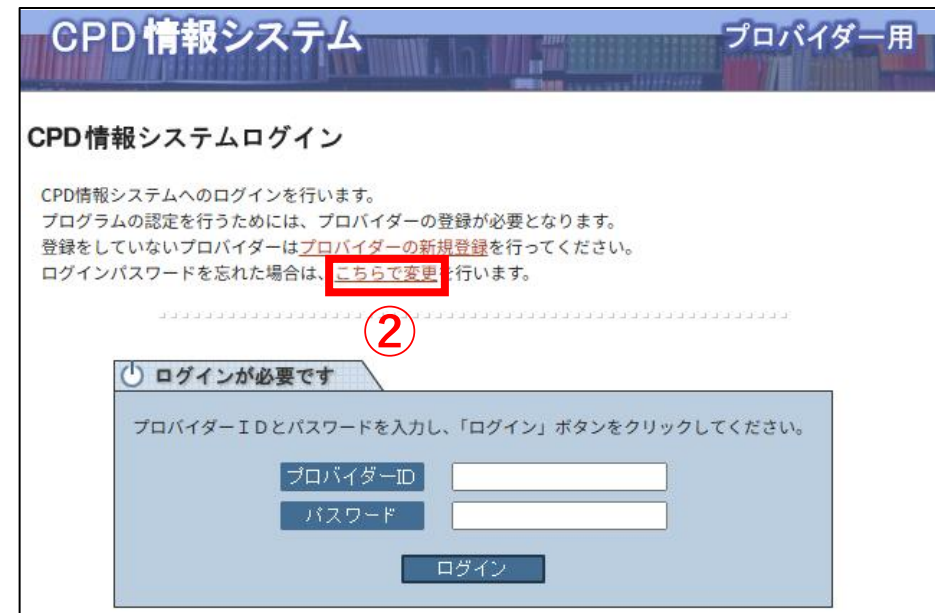 CPD情報システム
プロバイダー用
CPD情報システムログイン
CPD情報システムへのログインを行います。
プログラムの認定を行うためには、プロバイダーの登録が必要となります。
登録をしていないプロバイダーはプロバイダーの新規登録を行ってください。
ログインパスワードを忘れた場合は、こちらで変更を行います。
②
ログインが必要です
プロバイダーＩＤとパスワードを入力し、「ログイン」ボタンをクリックしてください。
プロバイダーID
パスワード
ログイン